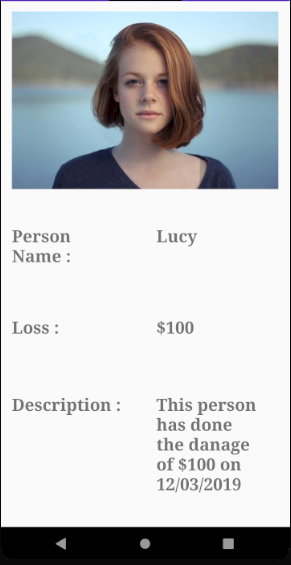 Person Lucy
Name :
Loss : $100
Description : This person
has done
the danage
of $100 on
12/03/2019